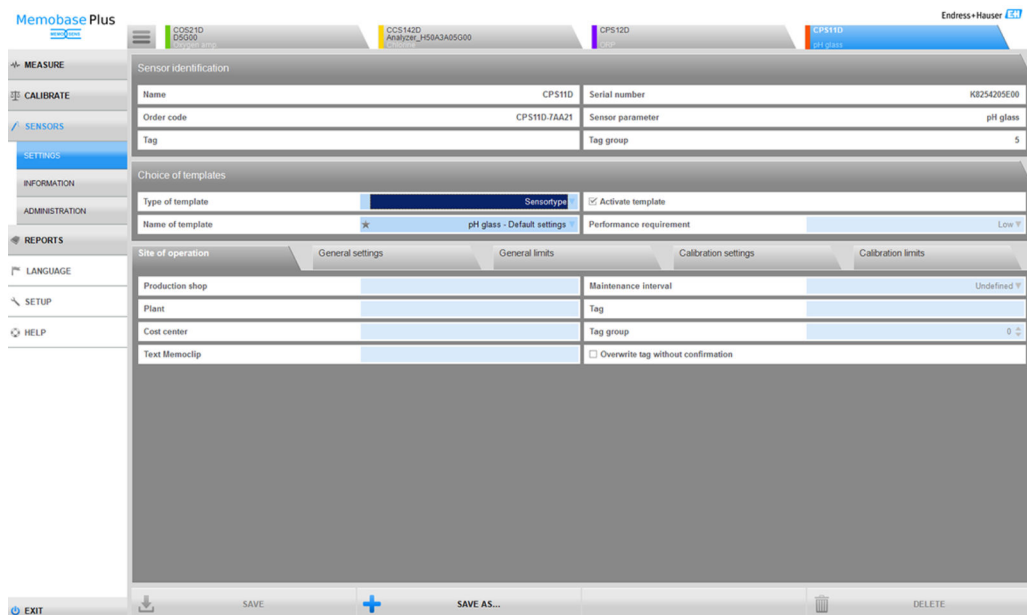 Memobase Plus
MEMOSENS
Endress+Hauser EH
COS21D
D5G00
Oxygen amp.
CCS142D
Analyzer_H50A3A05G00
Chlorine
CPS12D
ORP
CPS11D
pH glass
MEASURE
CALIBRATE
SENSORS
SETTINGS
INFORMATION
ADMINISTRATION
REPORTS
LANGUAGE
SETUP
HELP
EXIT
Sensor identification
Name CPS11D Serial number K8254205E00
Order code CPS11D-7AA21 Sensor parameter pH glass
Tag Tag group 5
Choice of templates
Type of template Sensortype Activate template
Name of template pH glass - Default settings Performance requirement Low
Site of operation General settings General limits Calibration settings Calibration limits
Production shop Maintenance interval Undefined
Plant Tag
Cost center Tag group 0
Text Memoclip Overwrite tag without confirmation
SAVE SAVE AS... DELETE